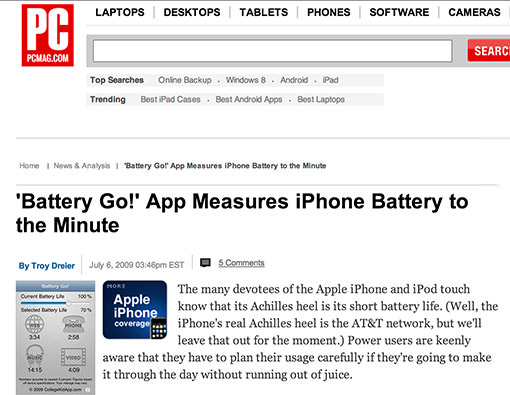 PC
PCMAG.COM
LAPTOPS | DESKTOPS | TABLETS | PHONES | SOFTWARE | CAMERAS |
SEARC
Top Searches Online Backup . Windows 8 . Android . iPad
Trending Best iPad Cases . Best Android Apps . Best Laptops
Home | News & Analysis | 'Battery Go!' App Measures iPhone Battery to the Minute
'Battery Go!' App Measures iPhone Battery to
the Minute
By Troy Dreier | July 6, 2009 03:46pm EST | 5 Comments
Battery Go!
Current Battery Life 100 %
Selected Battery Life 70 %
WEB PHONE
3:34 2:58
MUSIC VIDEO
14:15 4:09
© 2009 CollegeKidApp.com
MORE
Apple
iPhone
coverage
The many devotees of the Apple iPhone and iPod touch
know that its Achilles heel is its short battery life. (Well, the
iPhone's real Achilles heel is the AT&T network, but we'll
leave that out for the moment.) Power users are keenly
aware that they have to plan their usage carefully if they're going to make
it through the day without running out of juice.